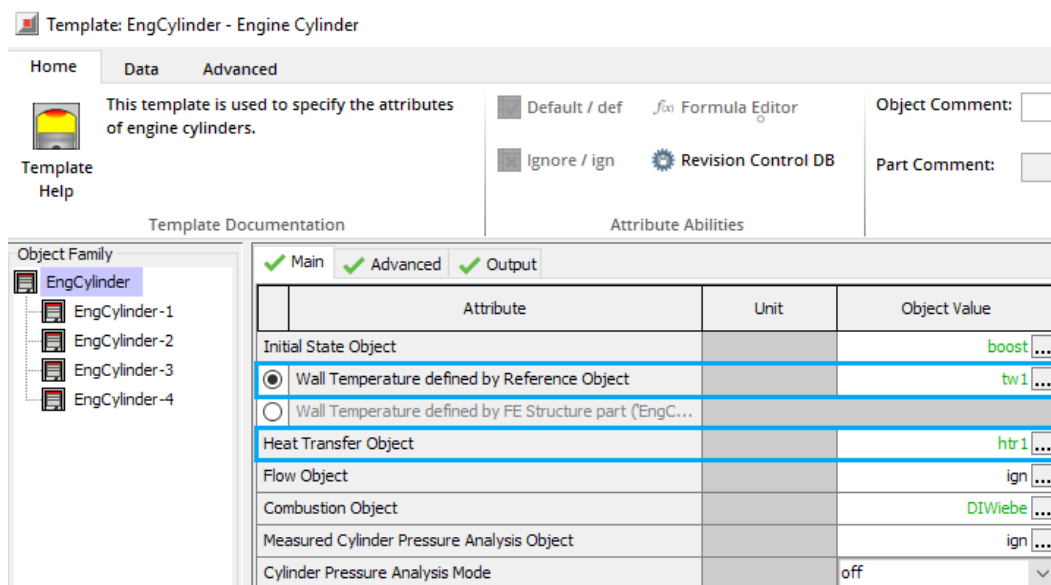 Template: EngCylinder - Engine Cylinder
Home Data Advanced
This template is used to specify the attributes
of engine cylinders.
Template
Help
Template Documentation
Default / def
Formula Editor
Ignore / ign
Revision Control DB
Attribute Abilities
Object Comment:
Part Comment:
Object Family
EngCylinder
EngCylinder-1
EngCylinder-2
EngCylinder-3
EngCylinder-4
Main Advanced Output
Attribute Unit Object Value
Initial State Object boost ...
Wall Temperature defined by Reference Object tw1 ...
Wall Temperature defined by FE Structure part ('EngC...
Heat Transfer Object htr1 ...
Flow Object ign ...
Combustion Object DIWiebe ...
Measured Cylinder Pressure Analysis Object ign ...
Cylinder Pressure Analysis Mode off